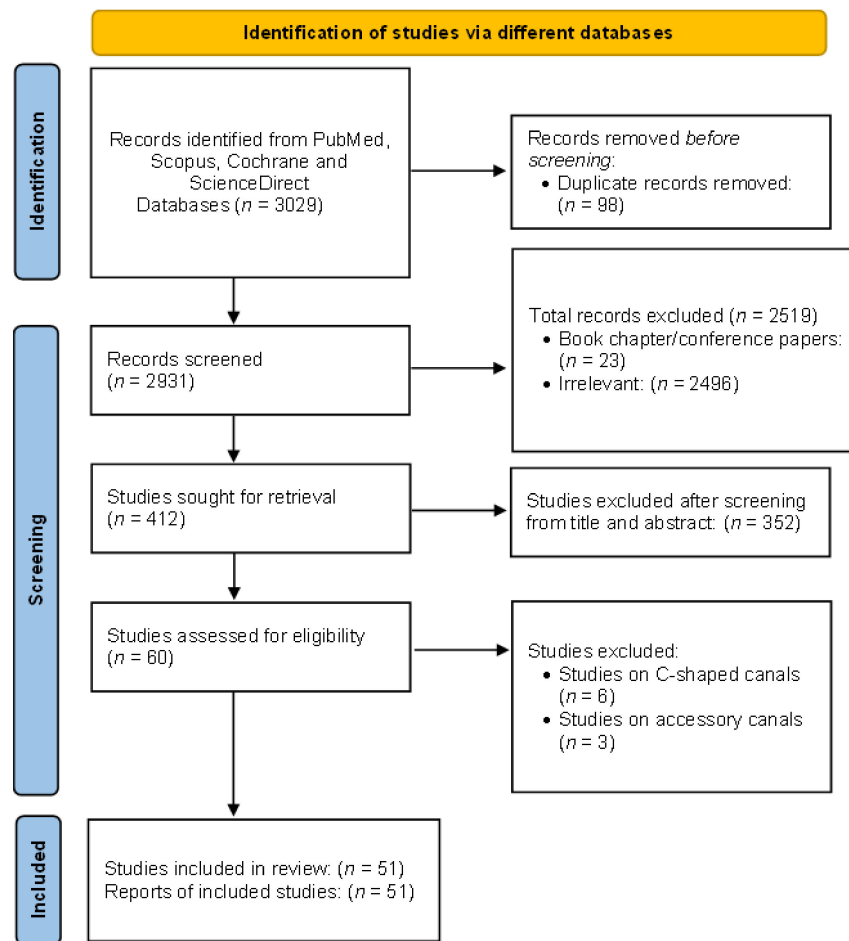 Identification of studies via different databases
Identification
Records identified from PubMed,
Scopus, Cochrane and
ScienceDirect
Databases (n = 3029)
Records removed before
screening:
• Duplicate records removed:
(n = 98)
Screening
Records screened
(n = 2931)
Total records excluded (n = 2519)
• Book chapter/conference papers:
(n = 23)
• Irrelevant: (n = 2496)
Studies sought for retrieval
(n = 412)
Studies excluded after screening
from title and abstract: (n = 352)
Studies assessed for eligibility
(n = 60)
Studies excluded:
• Studies on C-shaped canals
(n = 6)
• Studies on accessory canals
(n = 3)
Included
Studies included in review: (n = 51)
Reports of included studies: (n = 51)